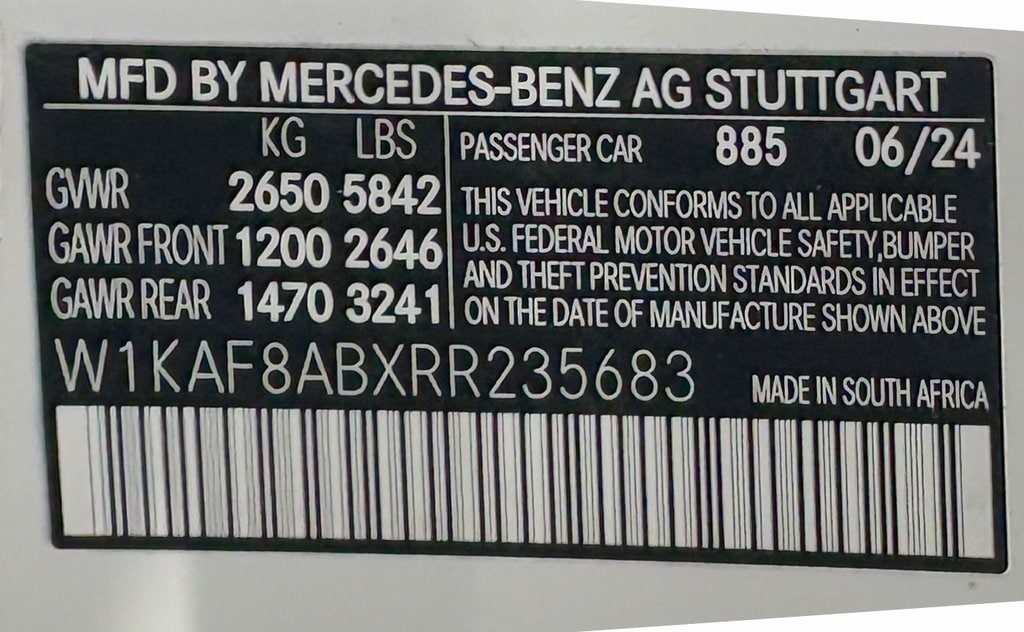 MFD BY MERCEDES-BENZ AG STUTTGART
KG LBS
GVWR 2650 5842
GAWR FRONT 1200 2646
GAWR REAR 1470 3241
PASSENGER CAR 885 06/24
THIS VEHICLE CONFORMS TO ALL APPLICABLE
U.S. FEDERAL MOTOR VEHICLE SAFETY,BUMPER
AND THEFT PREVENTION STANDARDS IN EFFECT
ON THE DATE OF MANUFACTURE SHOWN ABOVE
W1KAF8ABXRR235683
MADE IN SOUTH AFRICA